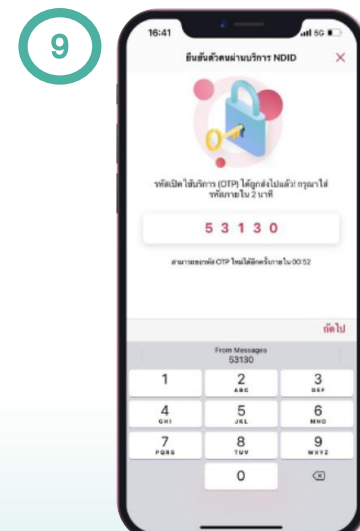 9
16:41
5G
ยืนยันตัวตนผ่านบริการ NDID
รหัสเปิดใช้บริการ (OTP) ได้ถูกส่งไปแล้ว! กรุณาใส่
รหัสภายใน 2 นาที
5 3 1 3 0
สามารถขอรหัส OTP ใหม่ได้อีกครั้งภายใน 00:52
ถัดไป
From Messages
53130
1
2
ABC
3
DEF
4
GHI
5
JKL
6
MNO
7
PQRS
8
TUV
9
WXYZ
0